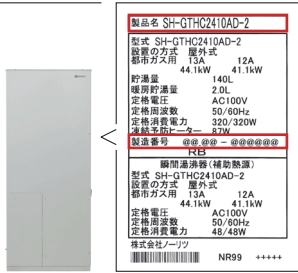 製品名 SH-GTHC2410AD-2
型式 SH-GTHC2410AD-2
設置の方式 屋外式
都市ガス用 13A 12A
44.1kW 41.1kW
貯湯量 140L
暖房貯湯量 2.0L
定格電圧 AC100V
定格周波数 50/60Hz
定格消費電力 320/320W
凍結予防ヒーター 87W
製造番号 @@.@@ - @@@@@@
RB
瞬間湯沸器(補助熱源)
型式 SH-GTHC2410AD-2
設置の方式 屋外式
都市ガス用 13A 12A
44.1kW 41.1kW
定格電圧 AC100V
定格周波数 50/60Hz
定格消費電力 48/48W
株式会社ノーリツ
NR99 +++++